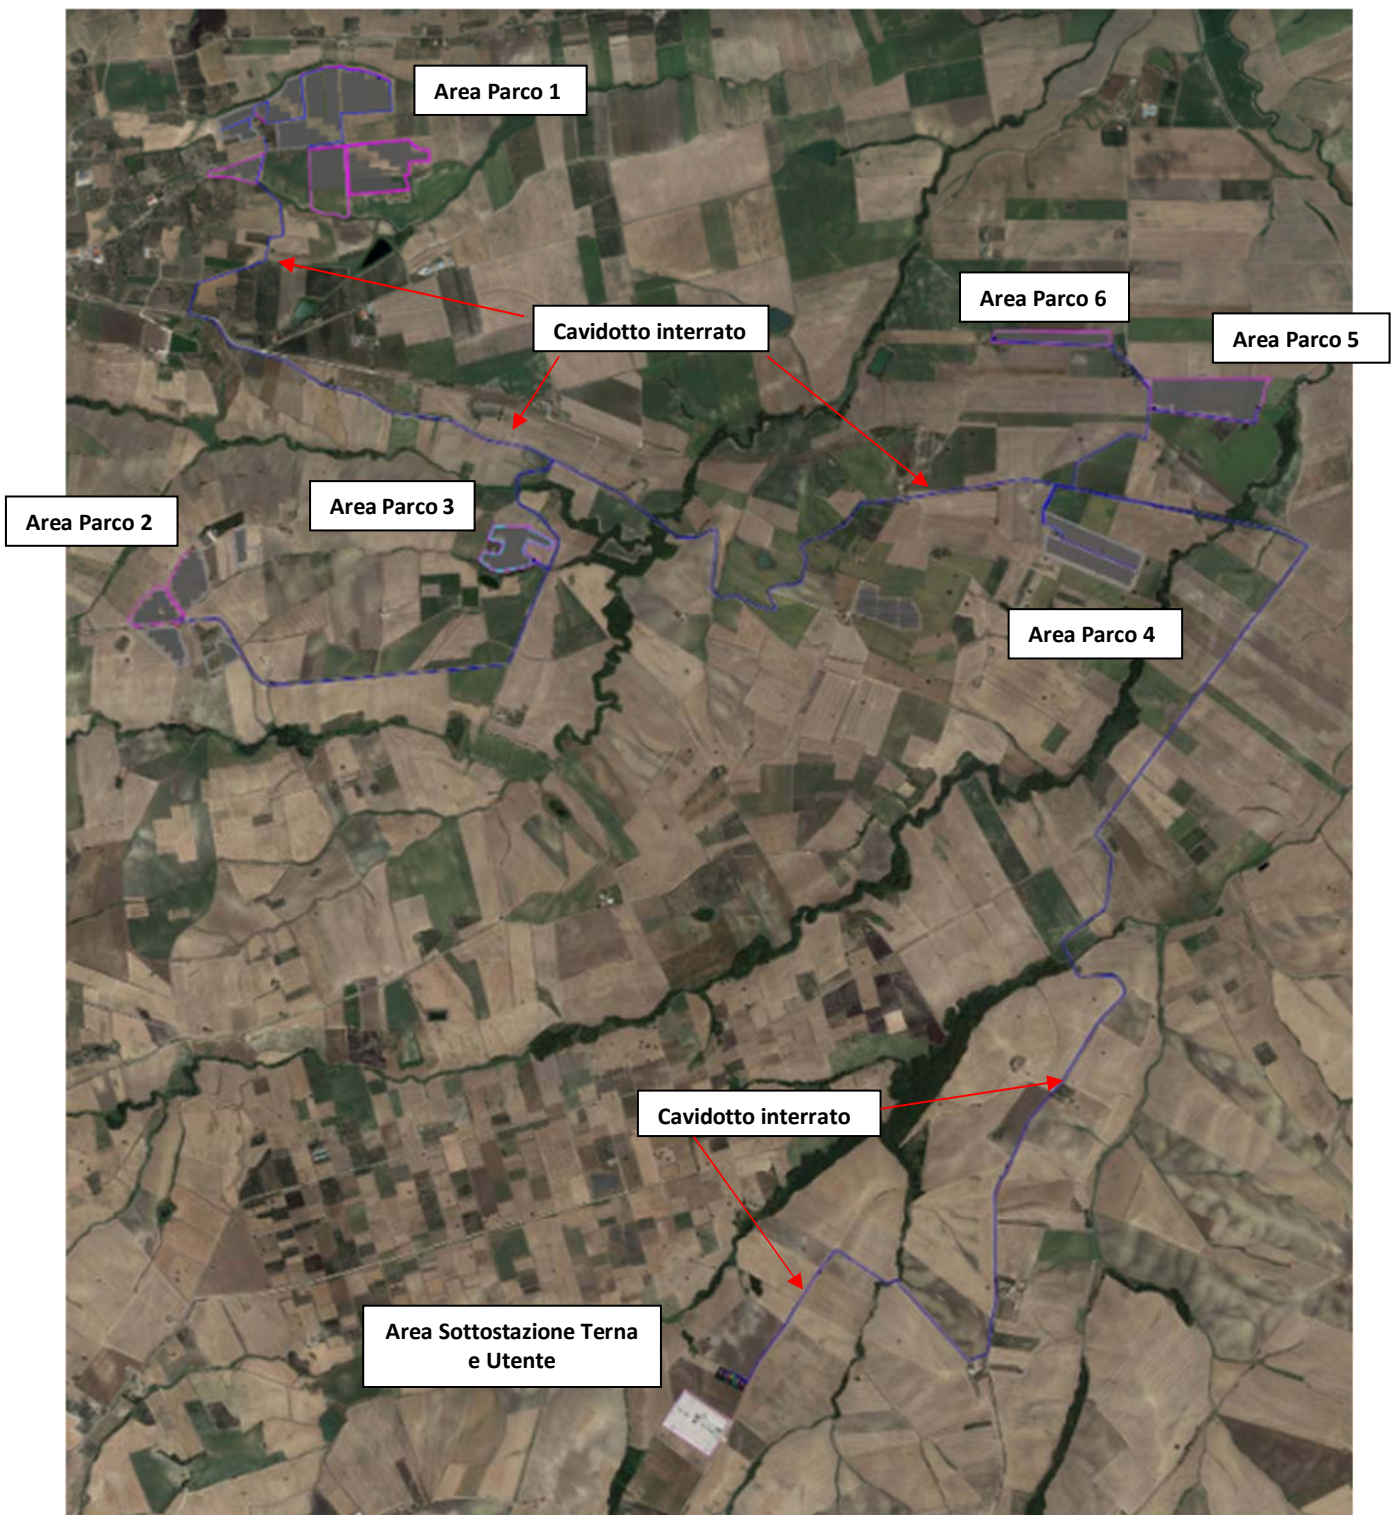 Area Parco 1
Area Parco 6
Cavidotto interrato
Area Parco 5
Area Parco 3
Area Parco 2
Area Parco 4
Cavidotto interrato
Area Sottostazione Terna
e Utente